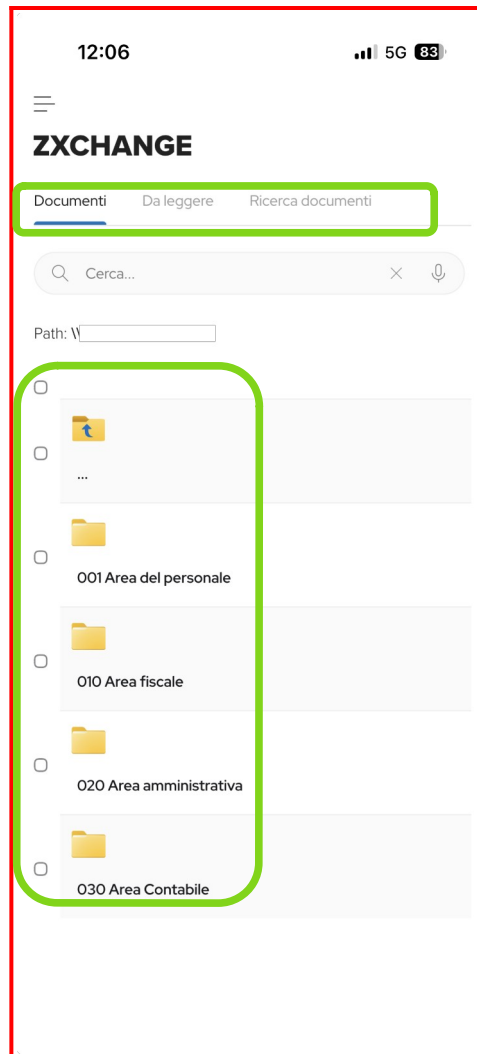 12:06 5G 83
ZXCHANGE
Documenti Da leggere Ricerca documenti
Cerca...
Path: \\
...
001 Area del personale
010 Area fiscale
020 Area amministrativa
030 Area Contabile